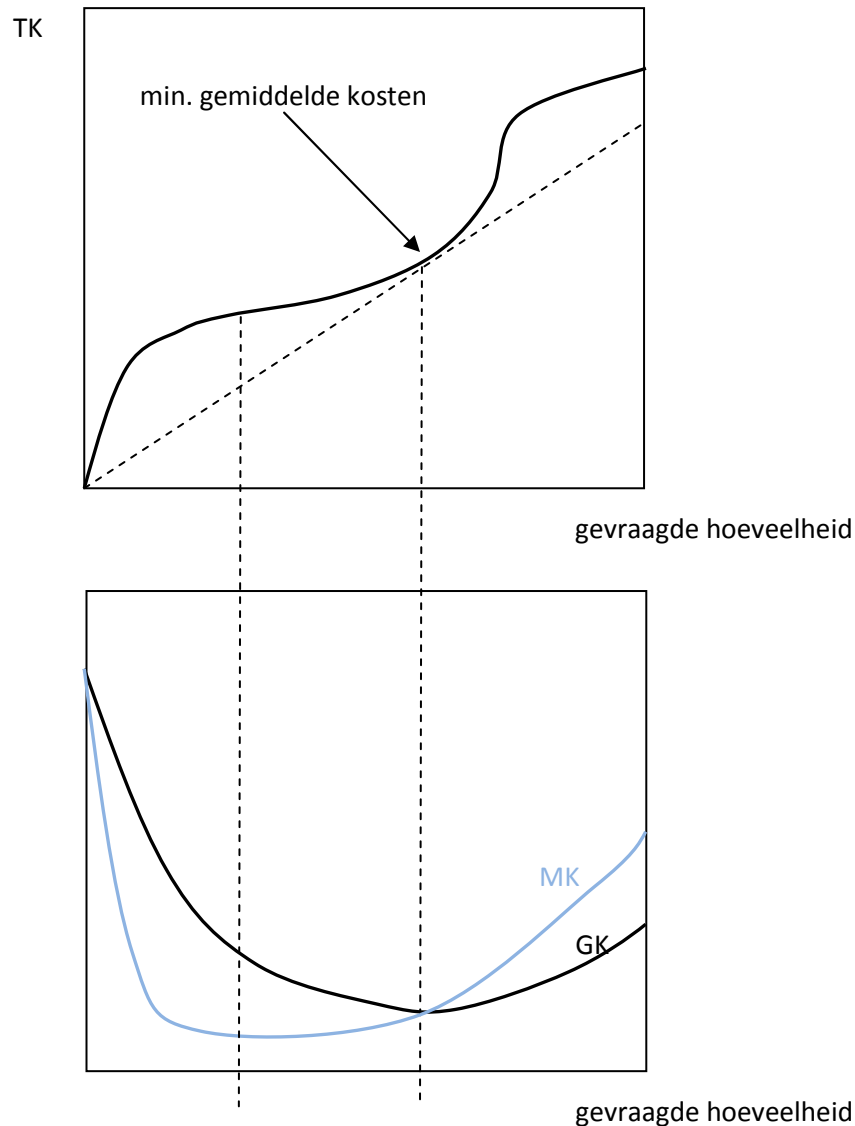 TK
min. gemiddelde kosten
gevraagde hoeveelheid
MK
GK
gevraagde hoeveelheid